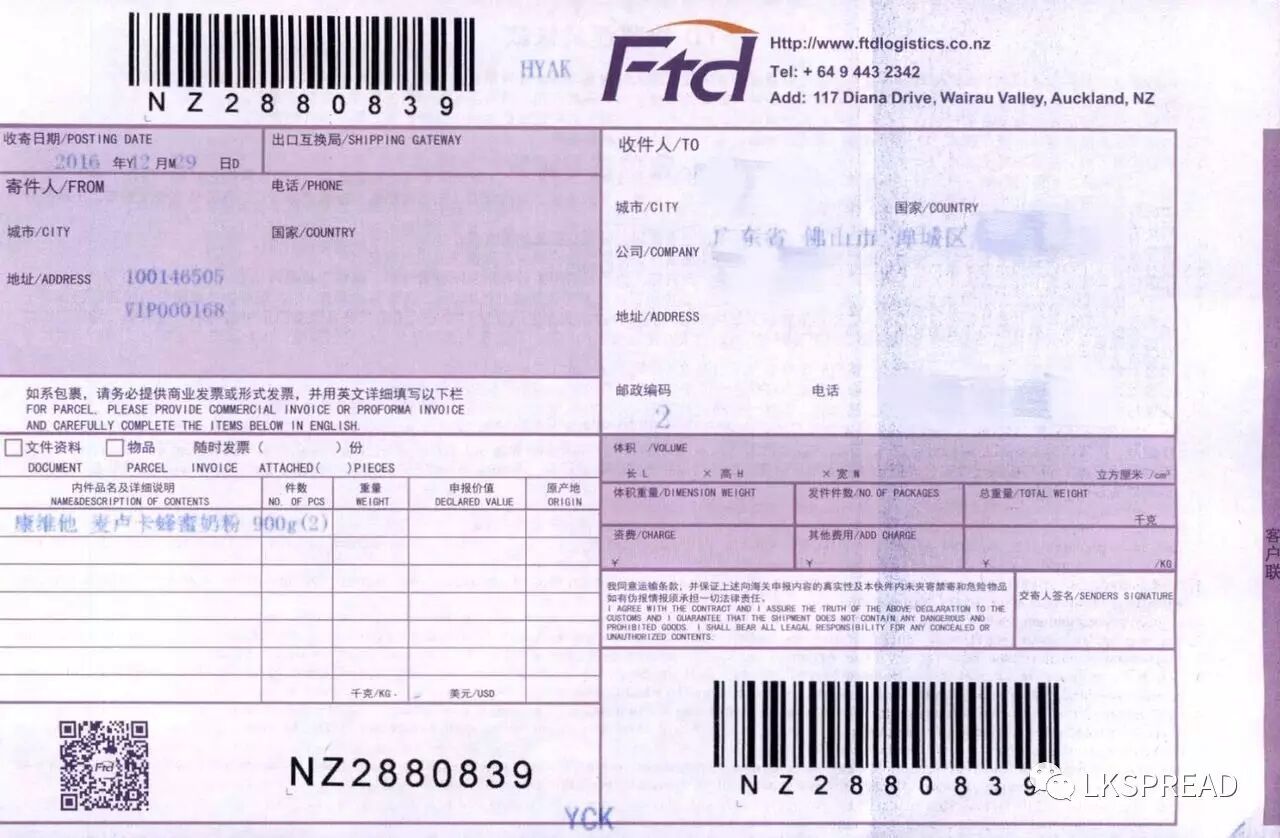 NZ2880839
HYAK
Ftd
Http://www.ftdlogistics.co.nz
Tel: + 64 9 443 2342
Add: 117 Diana Drive, Wairau Valley, Auckland, NZ
收寄日期/POSTING DATE
2016 年Y12 月M29 日D
出口互换局/SHIPPING GATEWAY
寄件人/FROM
电话/PHONE
城市/CITY
国家/COUNTRY
地址/ADDRESS
100146505
VIP000168
收件人/TO
城市/CITY
国家/COUNTRY
广东省 佛山市 禅城区
公司/COMPANY
地址/ADDRESS
邮政编码
电话
2
如系包裹，请务必提供商业发票或形式发票，并用英文详细填写以下栏
FOR PARCEL. PLEASE PROVIDE COMMERCIAL INVOICE OR PROFORMA INVOICE
AND CAREFULLY COMPLETE THE ITEMS BELOW IN ENGLISH.
文件资料 物品 随时发票（ ）份
DOCUMENT PARCEL INVOICE ATTACHED( )PIECES
内件品名及详细说明
NAME&DESCRIPTION OF CONTENTS
件数
NO. OF PCS
重量
WEIGHT
申报价值
DECLARED VALUE
原产地
ORIGIN
康维他 麦卢卡蜂蜜奶粉 900g(2)
千克/KG
美元/USD
体积 /VOLUME
长 L × 高 H × 宽 W 立方厘米 /cm³
体积重量/DIMENSION WEIGHT
发件件数/NO. OF PACKAGES
总重量/TOTAL WEIGHT
千克
资费/CHARGE
其他费用/ADD CHARGE
¥
¥
¥ /KG
我同意运输条款，并保证上述向海关申报内容的真实性及本快件内未夹寄禁寄和危险物品
如有伪报情报须承担一切法律责任。
I AGREE WITH THE CONTRACT AND I ASSURE THE TRUTH OF THE ABOVE DECLARATION TO THE
CUSTOMS AND I GUARANTEE THAT THE SHIPMENT DOES NOT CONTAIN ANY DANGEROUS AND
PROHIBITED GOODS. I SHALL BEAR ALL LEAGAL RESPONSIBILITY FOR ANY CONCEALED OR
UNAUTHORIZED CONTENTS.
交寄人签名/SENDERS SIGNATURE
客户联
Ftd
NZ2880839
NZ2880839
YCK
LKSPREAD